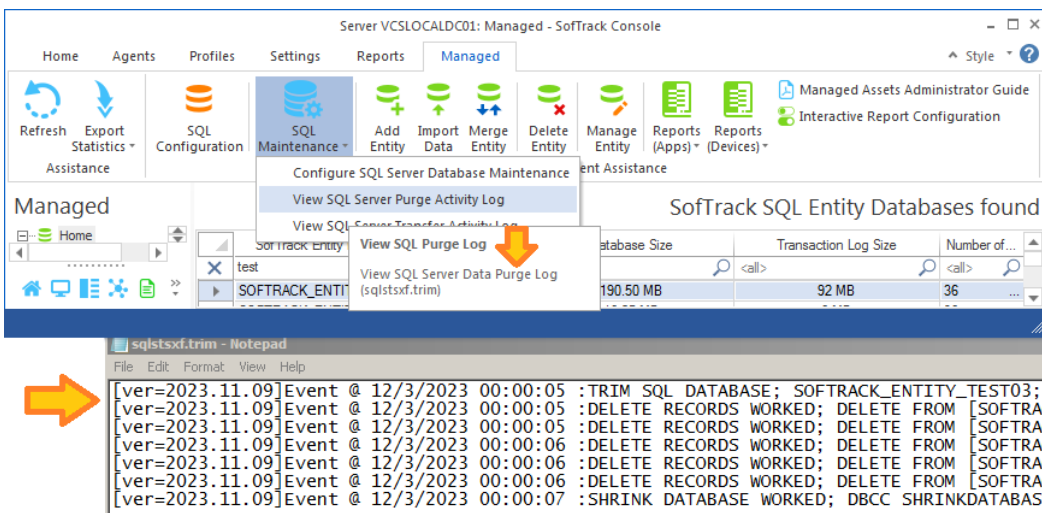 Server VCSLOCALDC01: Managed - SofTrack Console
Home Agents Profiles Settings Reports Managed Style
Refresh Export Statistics SQL Configuration SQL Maintenance Add Entity Import Data Merge Entity Delete Entity Manage Entity Reports (Apps) Reports (Devices)
Managed Assets Administrator Guide
Interactive Report Configuration
Assistance ent Assistance
Configure SQL Server Database Maintenance
View SQL Server Purge Activity Log
View SQL Server Transfer Activity Log
Managed
SofTrack SQL Entity Databases found
Home
SofTrack Entity atabase Size Transaction Log Size Number of...
View SQL Purge Log
View SQL Server Data Purge Log
(sqlstsxf.trim)
test <all> <all>
SOFTRACK_ENTIT 190.50 MB 92 MB 36 ...
sqlstsxf.trim - Notepad
File Edit Format View Help
[ver=2023.11.09]Event @ 12/3/2023 00:00:05 :TRIM SQL DATABASE; SOFTRACK_ENTITY_TEST03;
[ver=2023.11.09]Event @ 12/3/2023 00:00:05 :DELETE RECORDS WORKED; DELETE FROM [SOFTRA
[ver=2023.11.09]Event @ 12/3/2023 00:00:05 :DELETE RECORDS WORKED; DELETE FROM [SOFTRA
[ver=2023.11.09]Event @ 12/3/2023 00:00:06 :DELETE RECORDS WORKED; DELETE FROM [SOFTRA
[ver=2023.11.09]Event @ 12/3/2023 00:00:06 :DELETE RECORDS WORKED; DELETE FROM [SOFTRA
[ver=2023.11.09]Event @ 12/3/2023 00:00:06 :DELETE RECORDS WORKED; DELETE FROM [SOFTRA
[ver=2023.11.09]Event @ 12/3/2023 00:00:07 :SHRINK DATABASE WORKED; DBCC SHRINKDATABAS